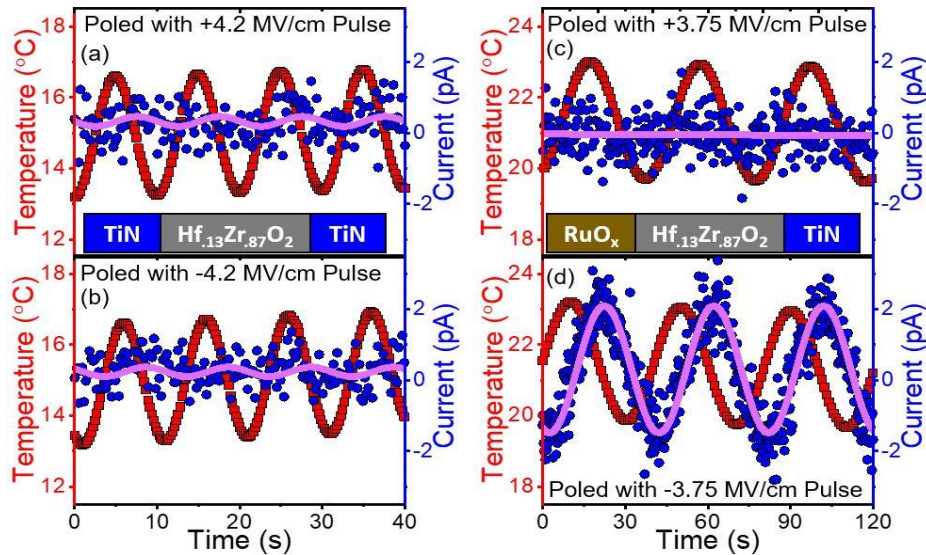 Poled with +4.2 MV/cm Pulse
(a)
Temperature (°C)
18
16
14
12
2
0
-2
Current (pA)
TiN Hf.13Zr.87O2 TiN
Poled with -4.2 MV/cm Pulse
(b)
Temperature (°C)
18
16
14
12
2
0
-2
Current (pA)
0 10 20 30 40
Time (s)
Poled with +3.75 MV/cm Pulse
(c)
Temperature (°C)
24
22
20
18
2
0
-2
Current (pA)
RuOx Hf.13Zr.87O2 TiN
(d)
Temperature (°C)
24
22
20
18
2
0
-2
Current (pA)
Poled with -3.75 MV/cm Pulse
0 30 60 90 120
Time (s)